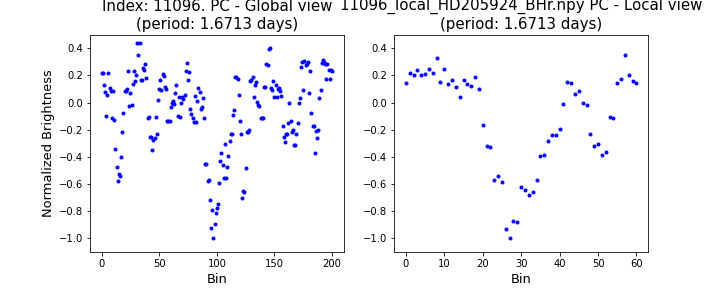 Index: 11096. PC - Global view
(period: 1.6713 days)
11096_local_HD205924_BHr.npy PC - Local view
(period: 1.6713 days)
Normalized Brightness
0.4
0.2
0.0
−0.2
−0.4
−0.6
−0.8
−1.0
0 50 100 150 200
Bin
0.4
0.2
0.0
−0.2
−0.4
−0.6
−0.8
−1.0
0 10 20 30 40 50 60
Bin